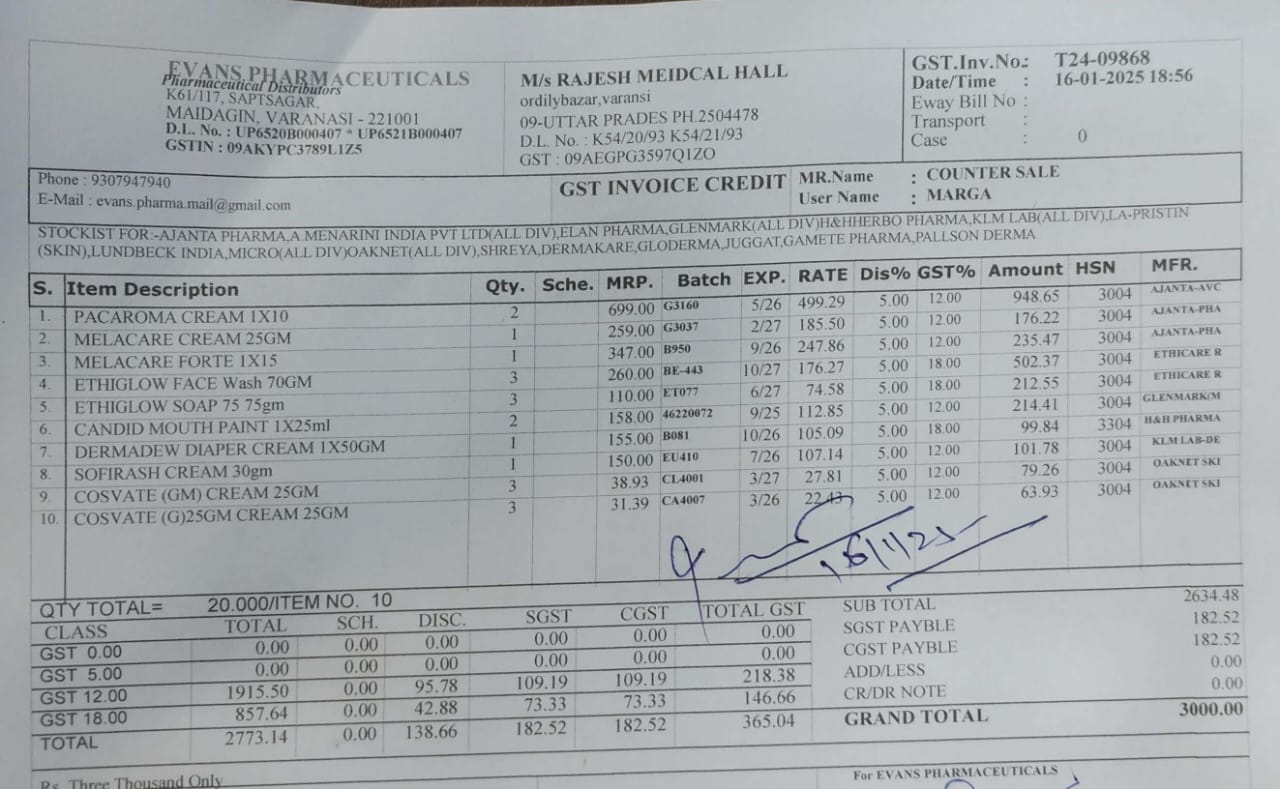 EVANS PHARMACEUTICALS
Pharmaceutical Distributors
K61/117, SAPTSAGAR,
MAIDAGIN, VARANASI - 221001
D.L. No. : UP6520B000407 * UP6521B000407
GSTIN : 09AKYPC3789L1Z5
M/s RAJESH MEIDCAL HALL
ordilybazar,varansi
09-UTTAR PRADES PH.2504478
D.L. No. : K54/20/93 K54/21/93
GST : 09AEGPG3597Q1ZO
GST.Inv.No.: T24-09868
Date/Time : 16-01-2025 18:56
Eway Bill No :
Transport :
Case : 0
Phone : 9307947940
E-Mail : evans.pharma.mail@gmail.com
GST INVOICE CREDIT
MR.Name : COUNTER SALE
User Name : MARGA
STOCKIST FOR:-AJANTA PHARMA,A.MENARINI INDIA PVT LTD(ALL DIV),ELAN PHARMA,GLENMARK(ALL DIV)H&HHERBO PHARMA,KLM LAB(ALL DIV),LA-PRISTIN
(SKIN),LUNDBECK INDIA,MICRO(ALL DIV)OAKNET(ALL DIV),SHREYA,DERMAKARE,GLODERMA,JUGGAT,GAMETE PHARMA,PALLSON DERMA
S. Item Description Qty. Sche. MRP. Batch EXP. RATE Dis% GST% Amount HSN MFR.
1. PACAROMA CREAM 1X10 2 699.00 G3160 5/26 499.29 5.00 12.00 948.65 3004 AJANTA-AVC
2. MELACARE CREAM 25GM 1 259.00 G3037 2/27 185.50 5.00 12.00 176.22 3004 AJANTA-PHA
3. MELACARE FORTE 1X15 1 347.00 B950 9/26 247.86 5.00 12.00 235.47 3004 AJANTA-PHA
4. ETHIGLOW FACE Wash 70GM 3 260.00 BE-443 10/27 176.27 5.00 18.00 502.37 3004 ETHICARE R
5. ETHIGLOW SOAP 75 75gm 3 110.00 ET077 6/27 74.58 5.00 18.00 212.55 3004 ETHICARE R
6. CANDID MOUTH PAINT 1X25ml 2 158.00 46220072 9/25 112.85 5.00 12.00 214.41 3004 GLENMARK/M
7. DERMADEW DIAPER CREAM 1X50GM 1 155.00 B081 10/26 105.09 5.00 18.00 99.84 3304 H&H PHARMA
8. SOFIRASH CREAM 30gm 1 150.00 EU410 7/26 107.14 5.00 12.00 101.78 3004 KLM LAB-DE
9. COSVATE (GM) CREAM 25GM 3 38.93 CL4001 3/27 27.81 5.00 12.00 79.26 3004 OAKNET SKI
10. COSVATE (G)25GM CREAM 25GM 3 31.39 CA4007 3/26 22.43 5.00 12.00 63.93 3004 OAKNET SKI
16/1/25
QTY TOTAL= 20.000/ITEM NO. 10
CLASS TOTAL SCH. DISC. SGST CGST TOTAL GST
GST 0.00 0.00 0.00 0.00 0.00 0.00 0.00
GST 5.00 0.00 0.00 0.00 0.00 0.00 0.00
GST 12.00 1915.50 0.00 95.78 109.19 109.19 218.38
GST 18.00 857.64 0.00 42.88 73.33 73.33 146.66
TOTAL 2773.14 0.00 138.66 182.52 182.52 365.04
SUB TOTAL 2634.48
SGST PAYBLE 182.52
CGST PAYBLE 182.52
ADD/LESS 0.00
CR/DR NOTE 0.00
GRAND TOTAL 3000.00
Rs. Three Thousand Only
For EVANS PHARMACEUTICALS